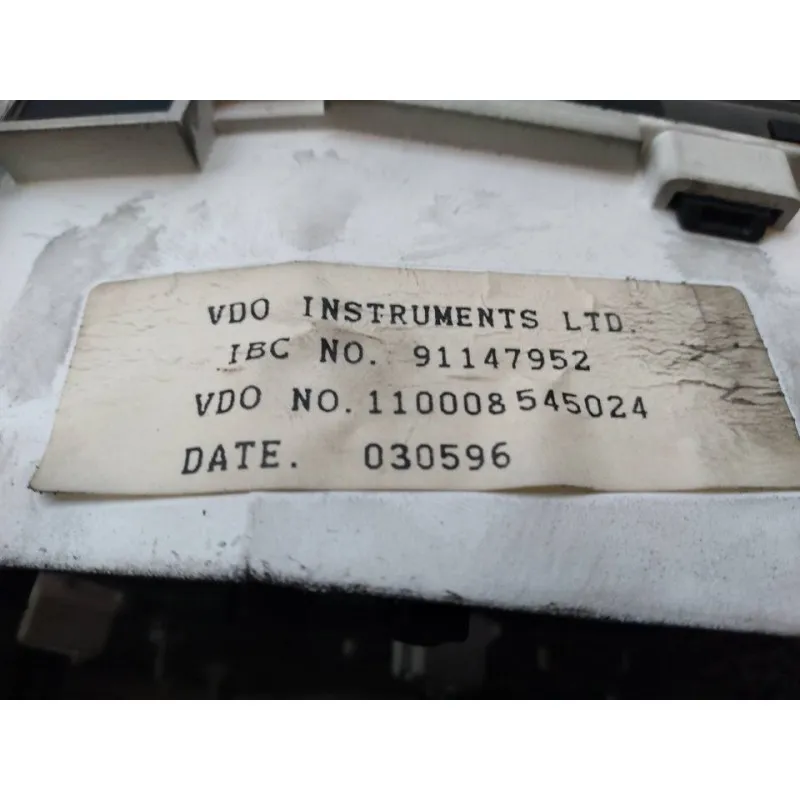 VDO INSTRUMENTS LTD.
IBC NO. 91147952
VDO NO. 110008 545024
DATE. 030596